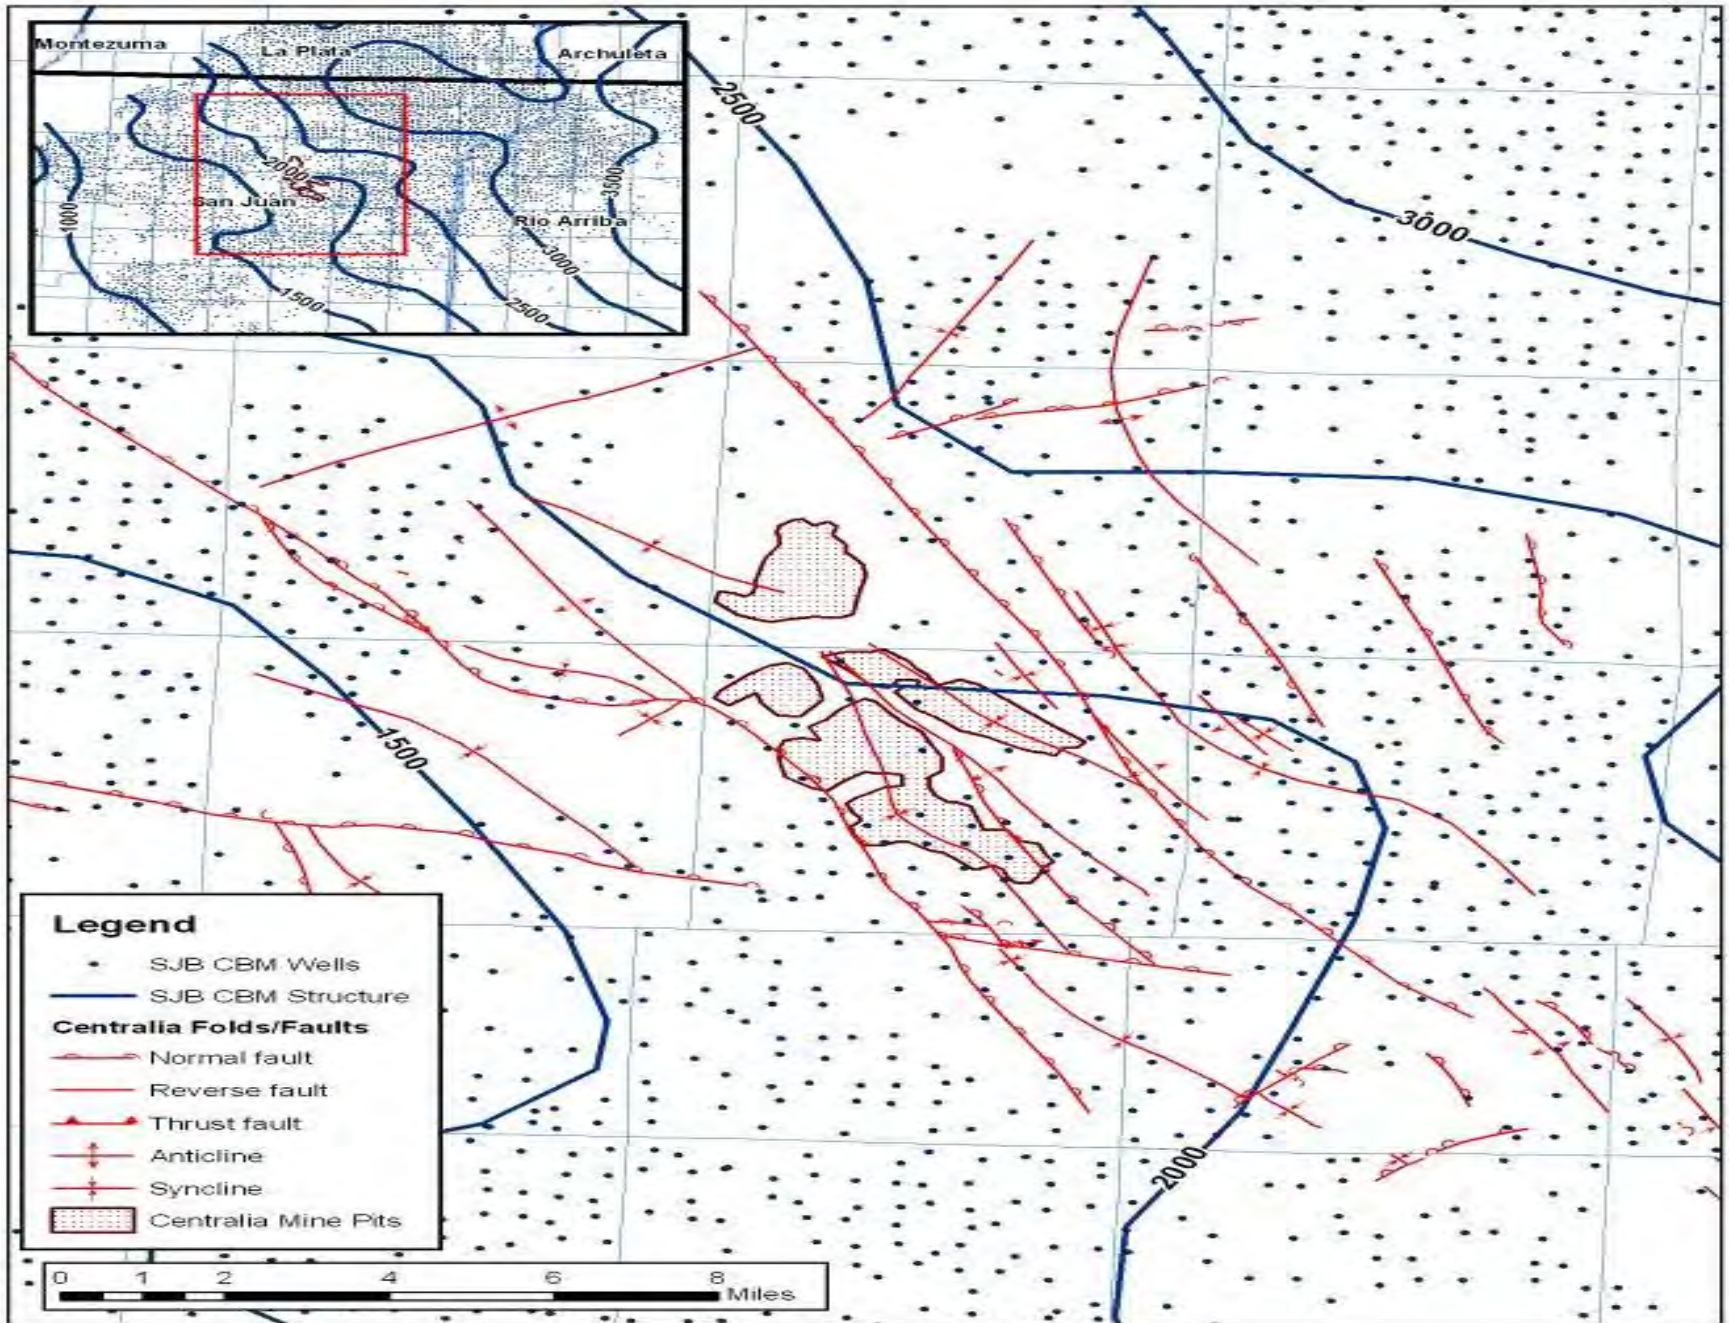 Montezuma
La Plata
Archuleta
2000
San Juan
1000
3500
Rio Arriba
3000
1500
2500
2500
3000
1500
2000
Legend
SJB CBM Wells
SJB CBM Structure
Centralia Folds/Faults
Normal fault
Reverse fault
Thrust fault
Anticline
Syncline
Centralia Mine Pits
0 1 2 4 6 8
Miles